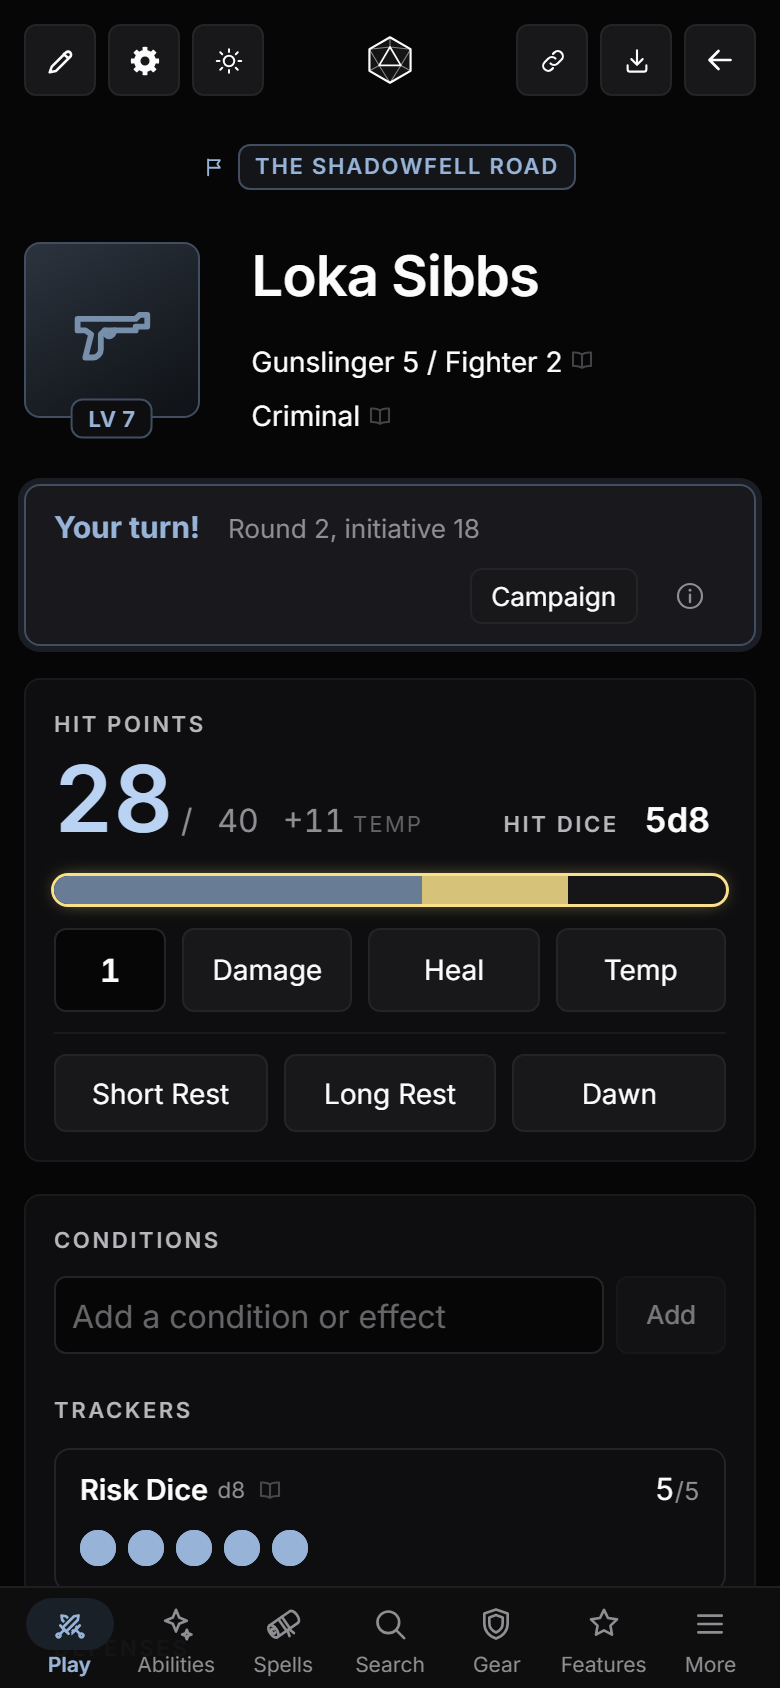 THE SHADOWFELL ROAD
Loka Sibbs
Gunslinger 5 / Fighter 2
Criminal
LV 7
Your turn! Round 2, initiative 18
Campaign
HIT POINTS
28 / 40 +11 TEMP HIT DICE 5d8
1 Damage Heal Temp
Short Rest Long Rest Dawn
CONDITIONS
Add a condition or effect Add
TRACKERS
Risk Dice d8 5/5
Play Abilities Spells Search Gear Features More